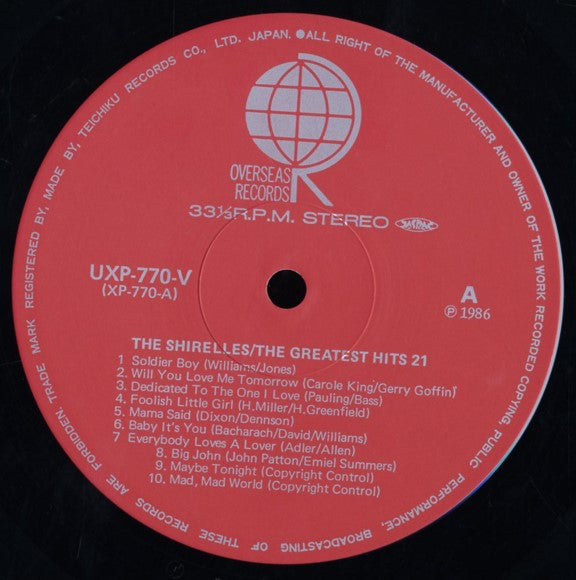 TRADE MARK REGISTERED BY, MADE BY, TEICHIKU RECORDS CO., LTD. JAPAN. ●ALL RIGHT OF THE MANUFACTURER AND OWNER OF THE WORK RECORDED COPYING, PUBLIC PERFORMANCE, BROADCASTING OF THESE RECORDS ARE FORBIDDEN.
OVERSEAS
RECORDS
33⅓R.P.M. STEREO
UXP-770-V
(XP-770-A)
A
Ⓟ 1986
THE SHIRELLES/THE GREATEST HITS 21
1 Soldier Boy (Williams/Jones)
2. Will You Love Me Tomorrow (Carole King/Gerry Goffin)
3. Dedicated To The One I Love (Pauling/Bass)
4. Foolish Little Girl (H.Miller/H.Greenfield)
5. Mama Said (Dixon/Dennson)
6. Baby It's You (Bacharach/David/Williams)
7 Everybody Loves A Lover (Adler/Allen)
8. Big John (John Patton/Emiel Summers)
9. Maybe Tonight (Copyright Control)
10. Mad, Mad World (Copyright Control)